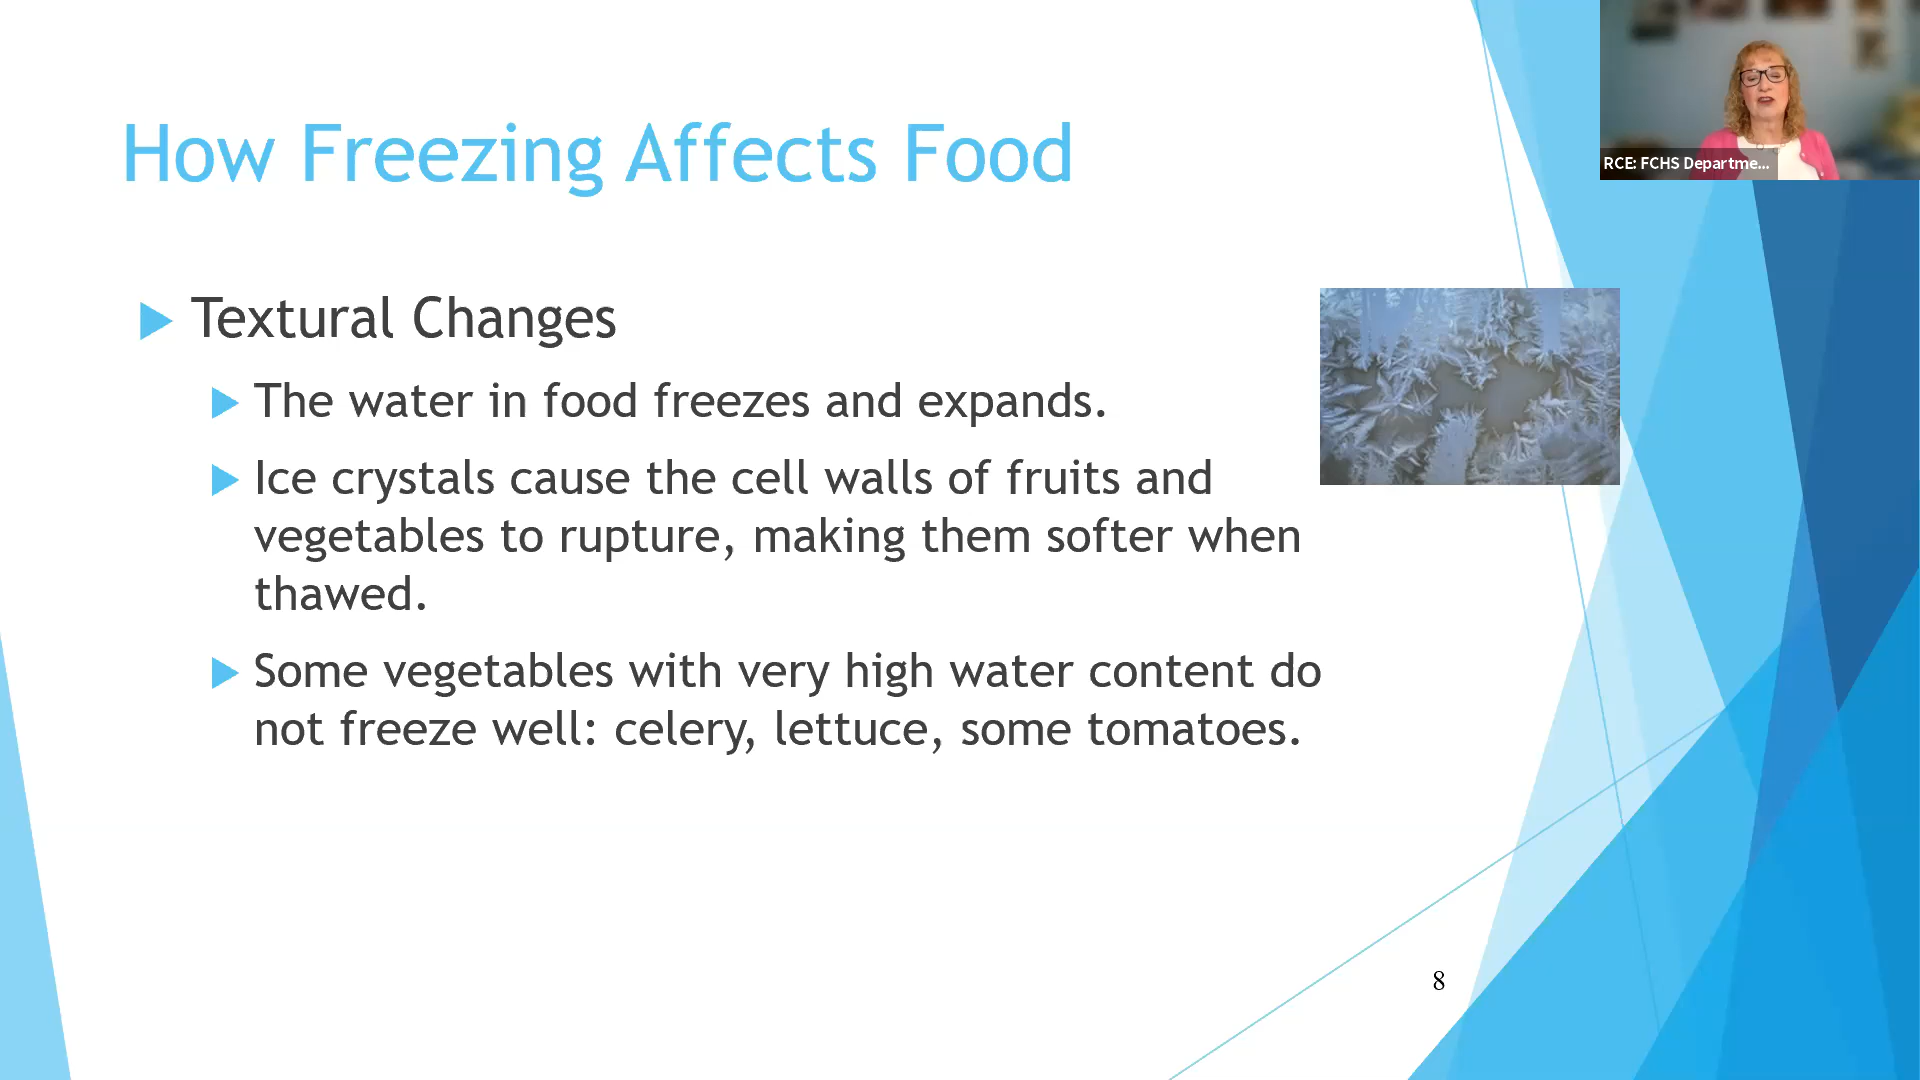 How Freezing Affects Food
RCE: FCHS Departme...
Textural Changes
The water in food freezes and expands.
Ice crystals cause the cell walls of fruits and
vegetables to rupture, making them softer when
thawed.
Some vegetables with very high water content do
not freeze well: celery, lettuce, some tomatoes.
8